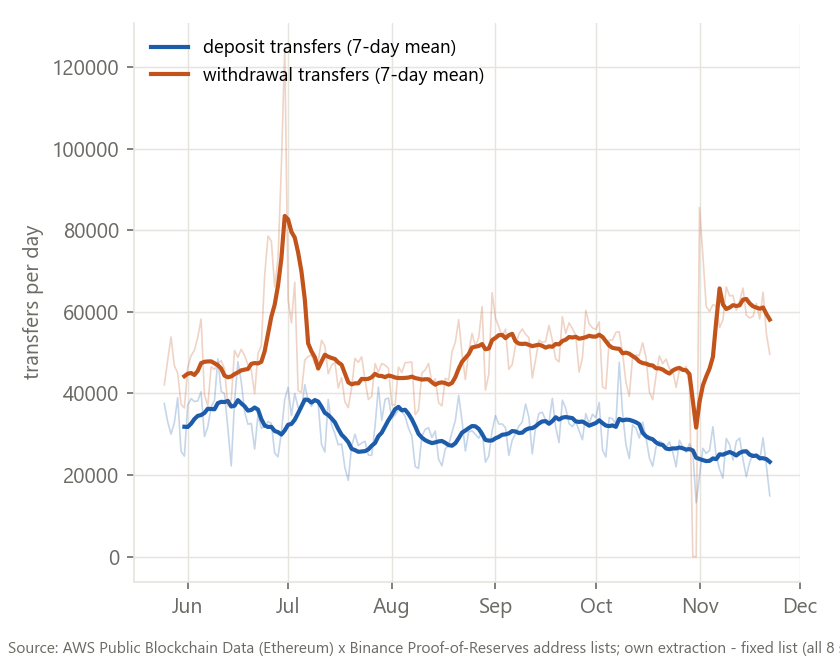 deposit transfers (7-day mean)
withdrawal transfers (7-day mean)
transfers per day
120000
100000
80000
60000
40000
20000
0
Jun Jul Aug Sep Oct Nov Dec
Source: AWS Public Blockchain Data (Ethereum) x Binance Proof-of-Reserves address lists; own extraction - fixed list (all 8